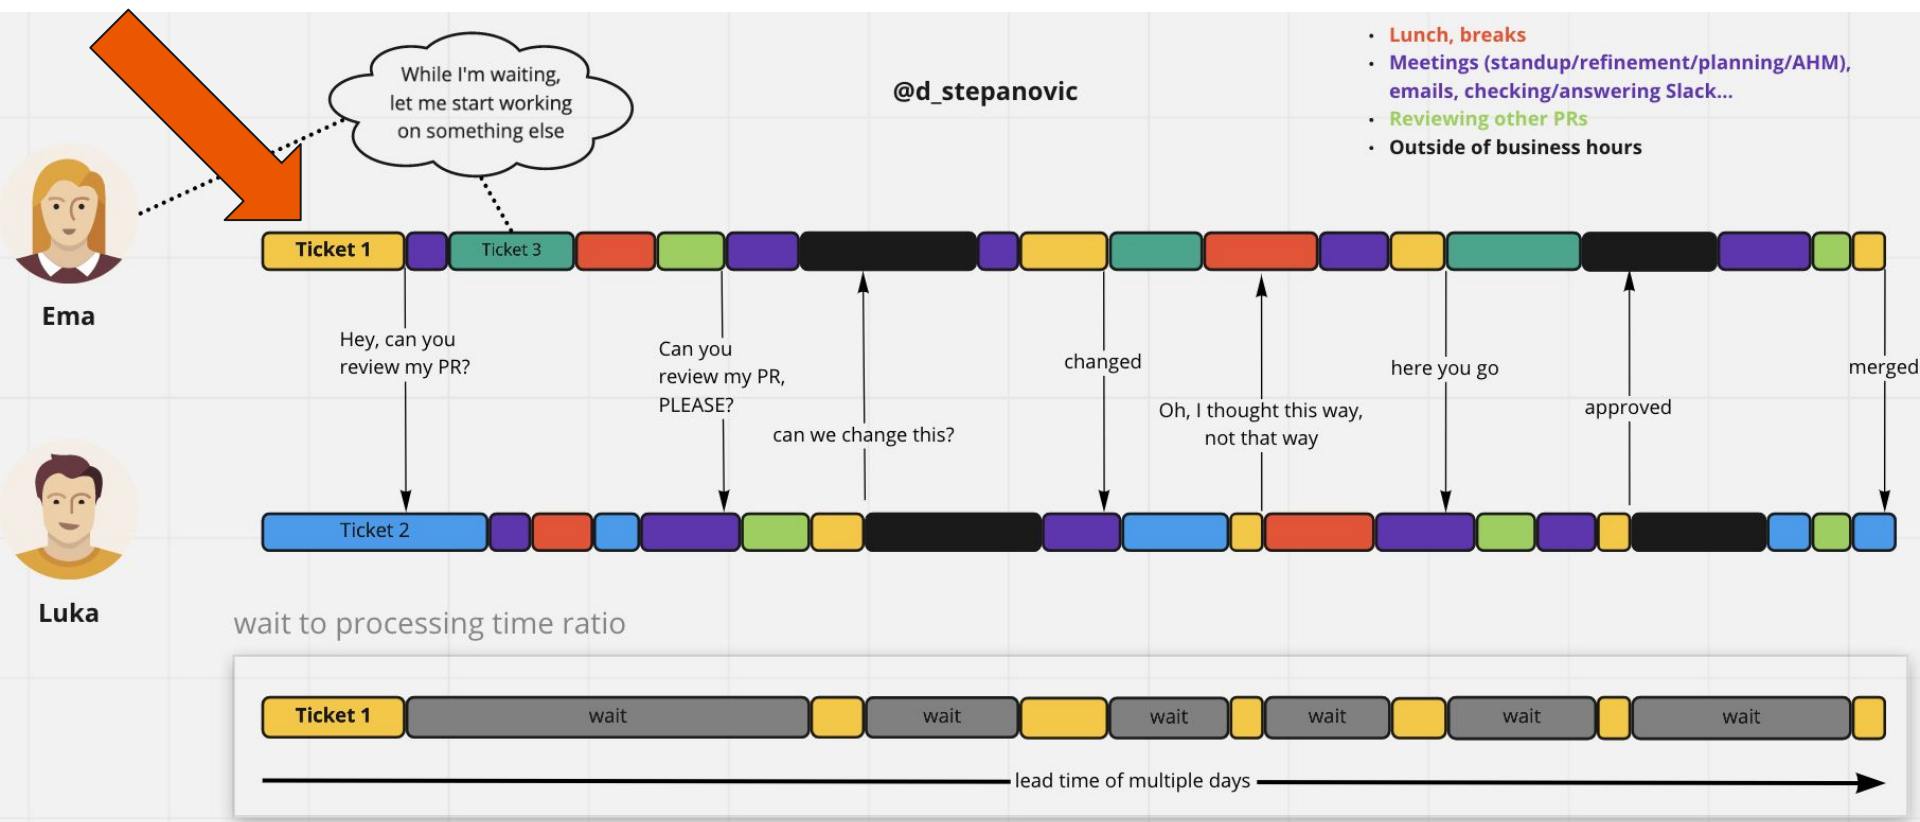 While I'm waiting,
let me start working
on something else
@d_stepanovic
• Lunch, breaks
• Meetings (standup/refinement/planning/AHM),
emails, checking/answering Slack...
• Reviewing other PRs
• Outside of business hours
Ticket 1
Ticket 3
Ema
Hey, can you
review my PR?
Can you
review my PR,
PLEASE?
can we change this?
changed
Oh, I thought this way,
not that way
here you go
approved
merged
Ticket 2
Luka
wait to processing time ratio
Ticket 1
wait
wait
wait
wait
wait
wait
lead time of multiple days